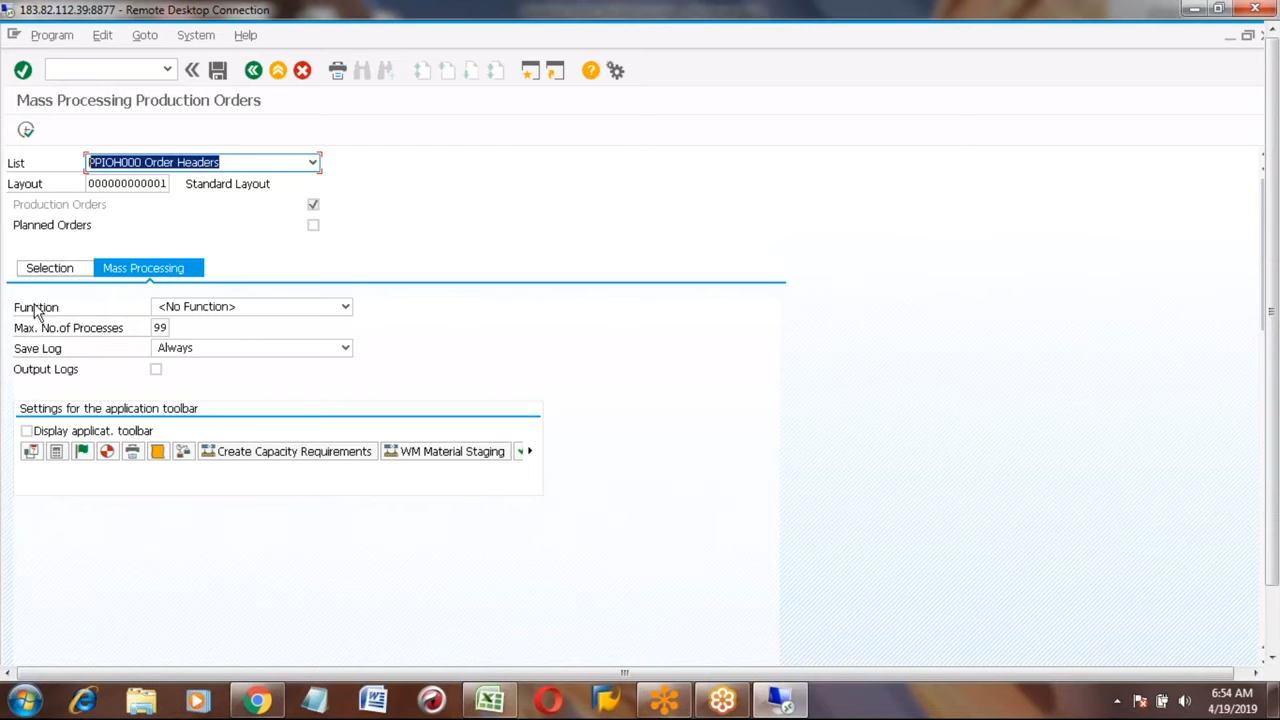 183.82.112.39:8877 - Remote Desktop Connection
Program Edit Goto System Help
Mass Processing Production Orders
List PPIOH000 Order Headers
Layout 000000000001 Standard Layout
Production Orders
Planned Orders
Selection Mass Processing
Function <No Function>
Max. No.of Processes 99
Save Log Always
Output Logs
Settings for the application toolbar
Display applicat. toolbar
Create Capacity Requirements WM Material Staging
6:54 AM
4/19/2019